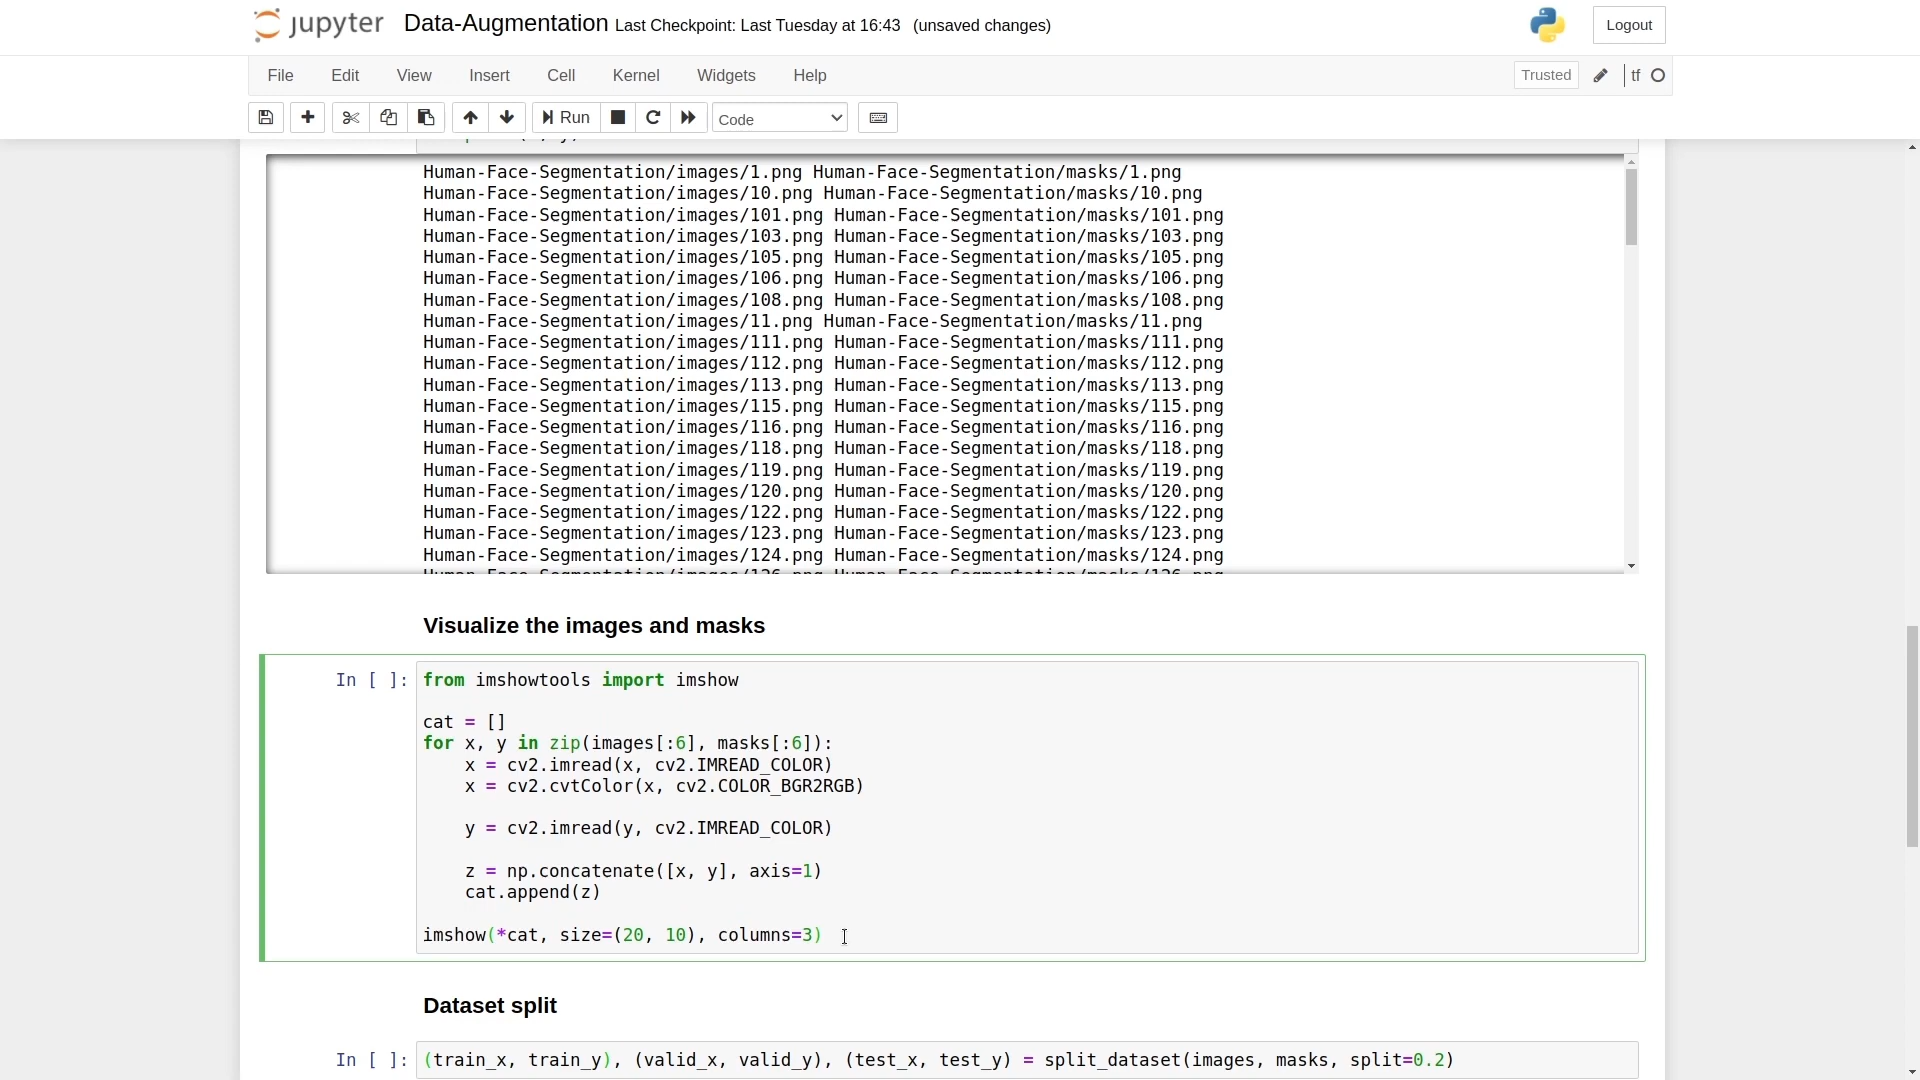 jupyter Data-Augmentation Last Checkpoint: Last Tuesday at 16:43 (unsaved changes) Logout
File Edit View Insert Cell Kernel Widgets Help Trusted tf
Run Code
Human-Face-Segmentation/images/1.png Human-Face-Segmentation/masks/1.png
Human-Face-Segmentation/images/10.png Human-Face-Segmentation/masks/10.png
Human-Face-Segmentation/images/101.png Human-Face-Segmentation/masks/101.png
Human-Face-Segmentation/images/103.png Human-Face-Segmentation/masks/103.png
Human-Face-Segmentation/images/105.png Human-Face-Segmentation/masks/105.png
Human-Face-Segmentation/images/106.png Human-Face-Segmentation/masks/106.png
Human-Face-Segmentation/images/108.png Human-Face-Segmentation/masks/108.png
Human-Face-Segmentation/images/11.png Human-Face-Segmentation/masks/11.png
Human-Face-Segmentation/images/111.png Human-Face-Segmentation/masks/111.png
Human-Face-Segmentation/images/112.png Human-Face-Segmentation/masks/112.png
Human-Face-Segmentation/images/113.png Human-Face-Segmentation/masks/113.png
Human-Face-Segmentation/images/115.png Human-Face-Segmentation/masks/115.png
Human-Face-Segmentation/images/116.png Human-Face-Segmentation/masks/116.png
Human-Face-Segmentation/images/118.png Human-Face-Segmentation/masks/118.png
Human-Face-Segmentation/images/119.png Human-Face-Segmentation/masks/119.png
Human-Face-Segmentation/images/120.png Human-Face-Segmentation/masks/120.png
Human-Face-Segmentation/images/122.png Human-Face-Segmentation/masks/122.png
Human-Face-Segmentation/images/123.png Human-Face-Segmentation/masks/123.png
Human-Face-Segmentation/images/124.png Human-Face-Segmentation/masks/124.png
Visualize the images and masks
In [ ]: from imshowtools import imshow
cat = []
for x, y in zip(images[:6], masks[:6]):
    x = cv2.imread(x, cv2.IMREAD_COLOR)
    x = cv2.cvtColor(x, cv2.COLOR_BGR2RGB)
    y = cv2.imread(y, cv2.IMREAD_COLOR)
    z = np.concatenate([x, y], axis=1)
    cat.append(z)
imshow(*cat, size=(20, 10), columns=3)
Dataset split
In [ ]: (train_x, train_y), (valid_x, valid_y), (test_x, test_y) = split_dataset(images, masks, split=0.2)